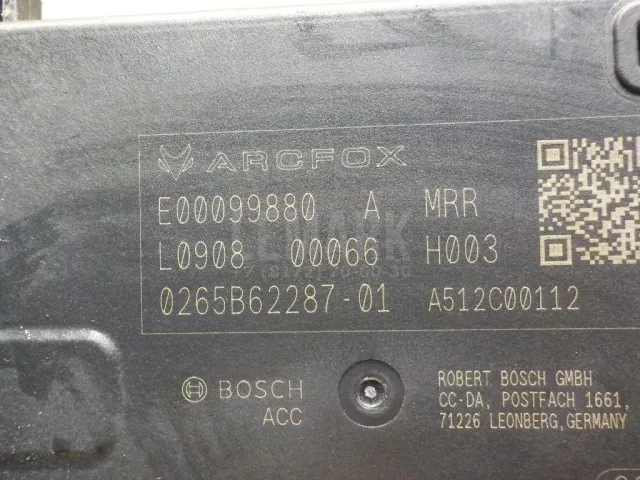 ARCFOX
E00099880 A MRR
L0908 00066 H003
0265B62287-01 A512C00112
BOSCH
ACC
ROBERT BOSCH GMBH
CC-DA, POSTFACH 1661,
71226 LEONBERG, GERMANY
LEMARK